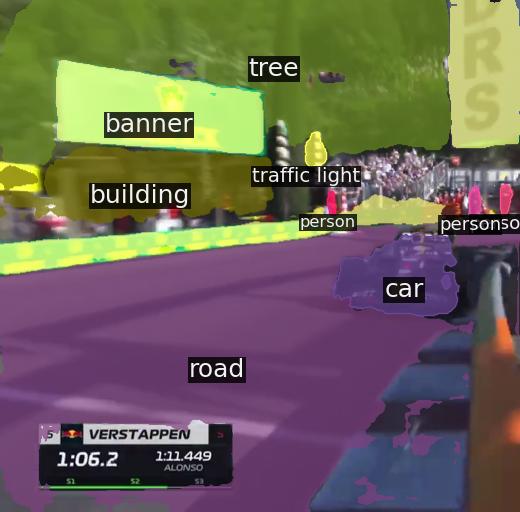 DRS
tree
banner
traffic light
building
person
person
so
car
road
5 VERSTAPPEN S
1:06.2 1:11.449
ALONSO
S1 S2 S3